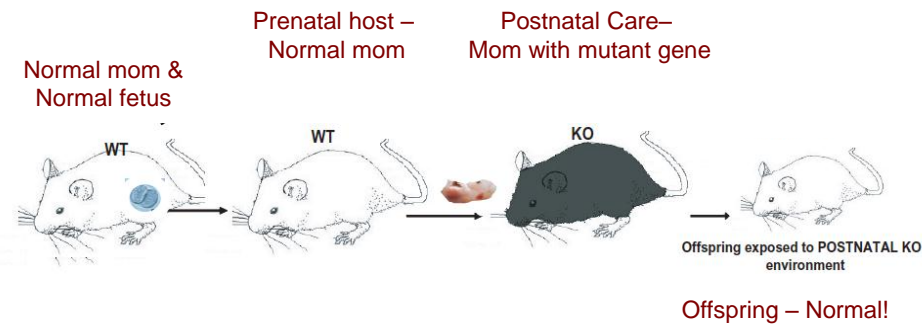 Prenatal host –
Normal mom
Postnatal Care–
Mom with mutant gene
Normal mom &
Normal fetus
WT
WT
KO
Offspring exposed to POSTNATAL KO
environment
Offspring – Normal!